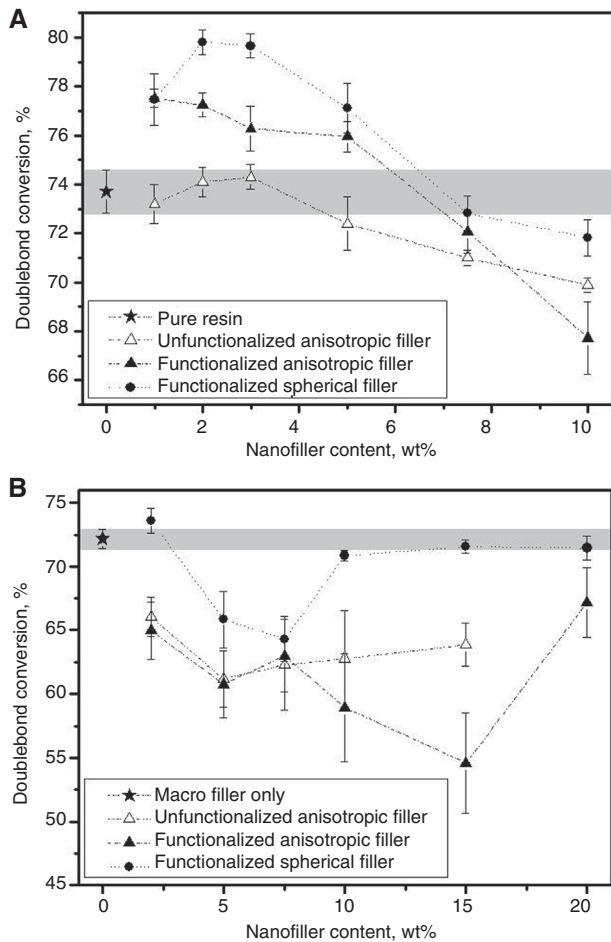 A
80
78
76
74
72
70
68
66
Doublebond conversion, %
Pure resin
Unfunctionalized anisotropic filler
Functionalized anisotropic filler
Functionalized spherical filler
0 2 4 6 8 10
Nanofiller content, wt%
B
75
70
65
60
55
50
45
Doublebond conversion, %
Macro filler only
Unfunctionalized anisotropic filler
Functionalized anisotropic filler
Functionalized spherical filler
0 5 10 15 20
Nanofiller content, wt%